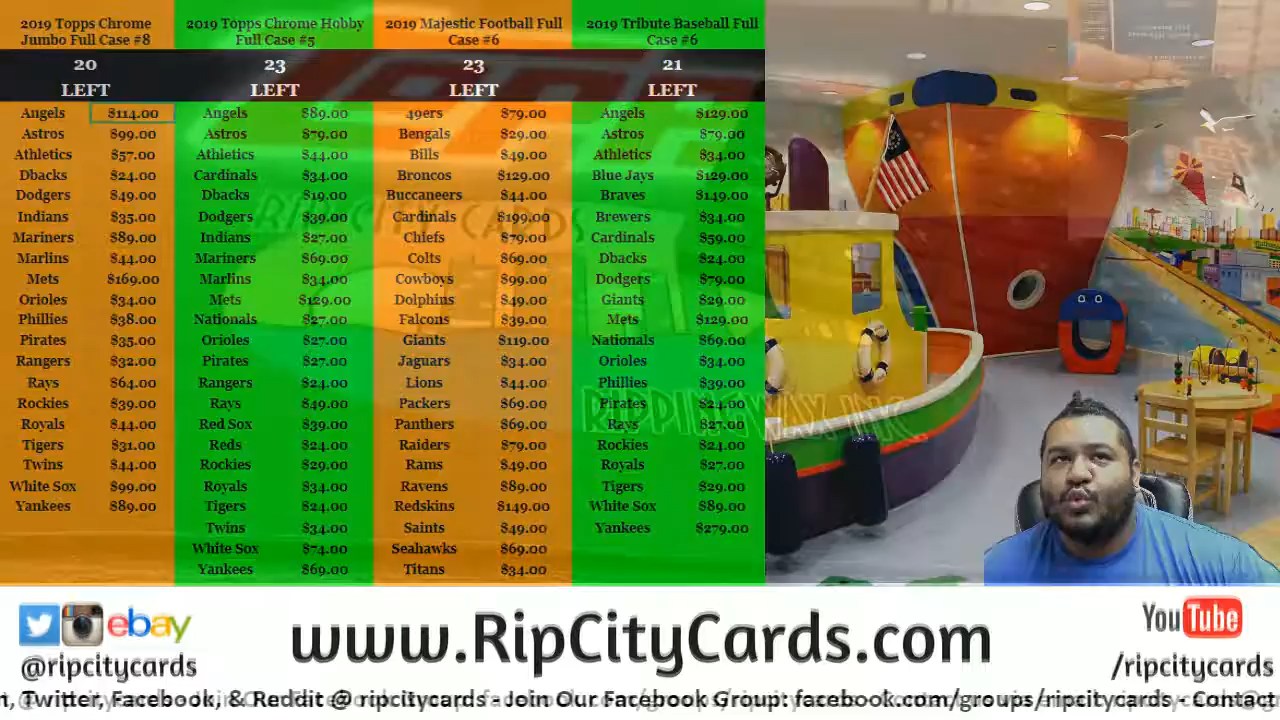 2019 Topps Chrome
Jumbo Full Case #8
20
LEFT
Angels $114.00
Astros $99.00
Athletics $57.00
Dbacks $24.00
Dodgers $49.00
Indians $35.00
Mariners $89.00
Marlins $44.00
Mets $169.00
Orioles $34.00
Phillies $38.00
Pirates $35.00
Rangers $32.00
Rays $64.00
Rockies $39.00
Royals $44.00
Tigers $31.00
Twins $44.00
White Sox $99.00
Yankees $89.00
2019 Topps Chrome Hobby
Full Case #5
23
LEFT
Angels $89.00
Astros $79.00
Athletics $44.00
Cardinals $34.00
Dbacks $19.00
Dodgers $39.00
Indians $27.00
Mariners $69.00
Marlins $34.00
Mets $129.00
Nationals $27.00
Orioles $27.00
Pirates $27.00
Rangers $24.00
Rays $49.00
Red Sox $39.00
Reds $24.00
Rockies $29.00
Royals $34.00
Tigers $24.00
Twins $34.00
White Sox $74.00
Yankees $69.00
2019 Majestic Football Full
Case #6
23
LEFT
49ers $79.00
Bengals $29.00
Bills $49.00
Broncos $129.00
Buccaneers $44.00
Cardinals $199.00
Chiefs $79.00
Colts $69.00
Cowboys $99.00
Dolphins $49.00
Falcons $39.00
Giants $119.00
Jaguars $34.00
Lions $44.00
Packers $69.00
Panthers $69.00
Raiders $79.00
Rams $49.00
Ravens $89.00
Redskins $149.00
Saints $49.00
Seahawks $69.00
Titans $34.00
2019 Tribute Baseball Full
Case #6
21
LEFT
Angels $129.00
Astros $79.00
Athletics $34.00
Blue Jays $129.00
Braves $149.00
Brewers $34.00
Cardinals $59.00
Dbacks $24.00
Dodgers $79.00
Giants $29.00
Mets $129.00
Nationals $69.00
Orioles $34.00
Phillies $39.00
Pirates $24.00
Rays $27.00
Rockies $24.00
Royals $27.00
Tigers $29.00
White Sox $89.00
Yankees $279.00
RIP CITY CARDS
RIPPIN WAX, INC.
ebay
@ripcitycards
www.RipCityCards.com
YouTube
/ripcitycards
n, Twitter, Facebook, & Reddit @ ripcitycards - Join Our Facebook Group: facebook.com/groups/ripcitycards - Contact